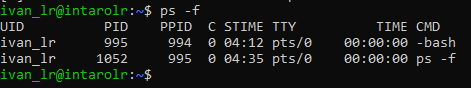 ivan_lr@intarolr:~$ ps -f
UID          PID    PPID  C STIME TTY          TIME CMD
ivan_lr      995     994  0 04:12 pts/0    00:00:00 -bash
ivan_lr     1052     995  0 04:35 pts/0    00:00:00 ps -f
ivan_lr@intarolr:~$